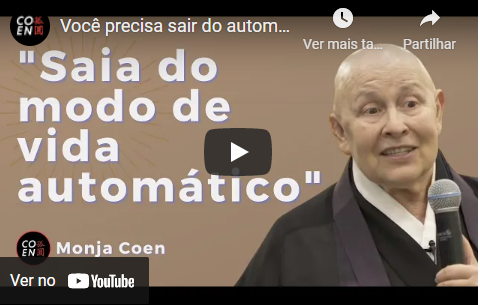 CO
EN
Você precisa sair do autom...
Ver mais ta...
Partilhar
"Saia do
modo de
vida
automático"
CO
EN
Monja Coen
Ver no YouTube